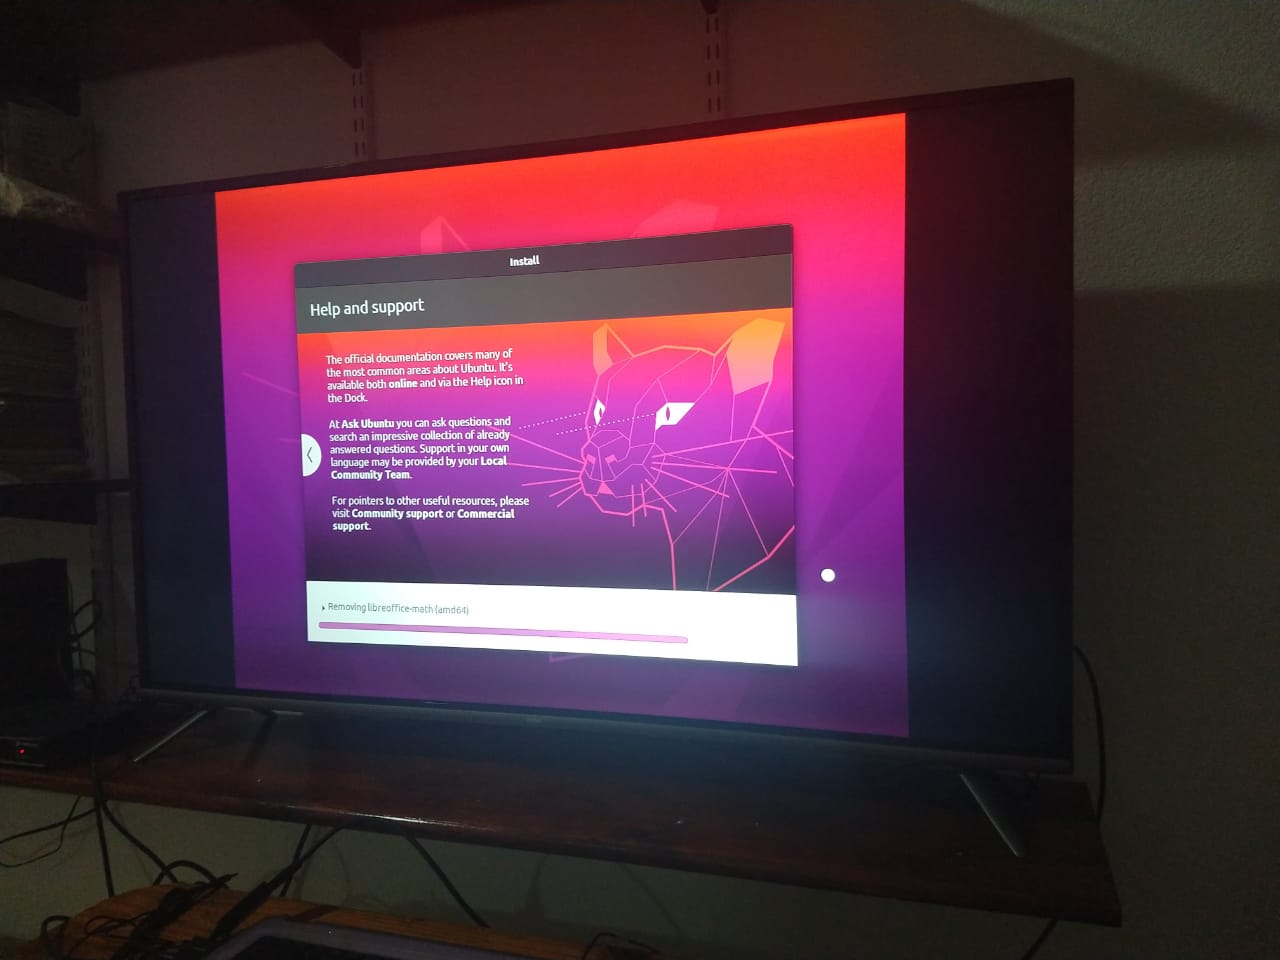 Install
Help and support
The official documentation covers many of
the most common areas about Ubuntu. It's
available both online and via the Help icon in
the Dock.
At Ask Ubuntu you can ask questions and
search an impressive collection of already
answered questions. Support in your own
language may be provided by your Local
Community Team.
For pointers to other useful resources, please
visit Community support or Commercial
support.
Removing libreoffice-math (amd64)